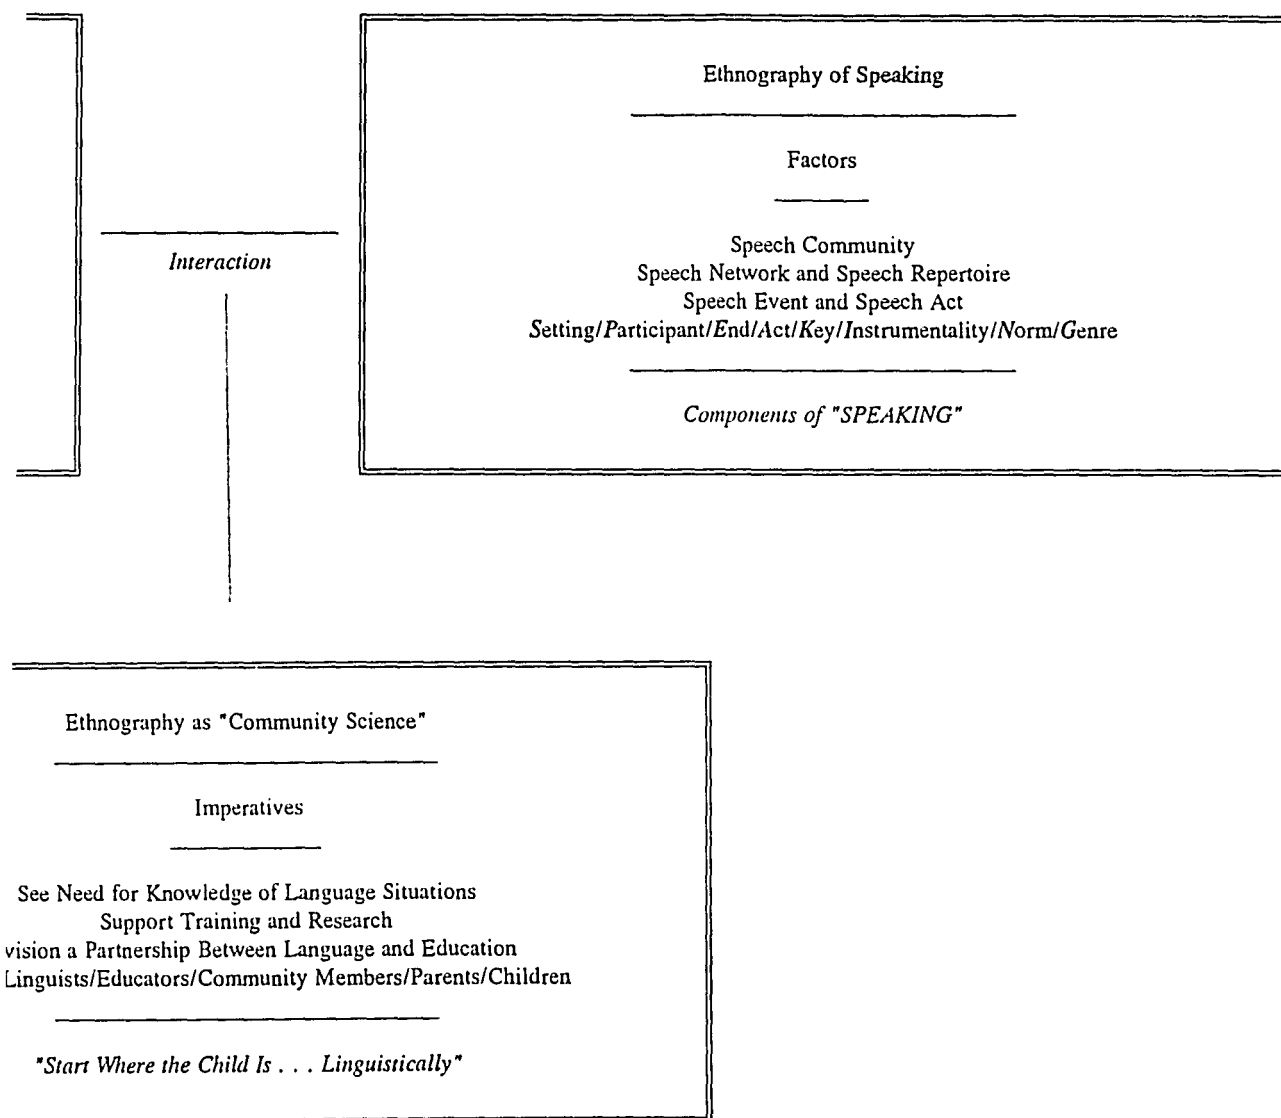 Ethnography of Speaking
Factors
Speech Community
Speech Network and Speech Repertoire
Speech Event and Speech Act
Setting/Participant/End/Act/Key/Instrumentality/Norm/Genre
Components of "SPEAKING"
Interaction
Ethnography as "Community Science"
Imperatives
See Need for Knowledge of Language Situations
Support Training and Research
vision a Partnership Between Language and Education
Linguists/Educators/Community Members/Parents/Children
"Start Where the Child Is . . . Linguistically"